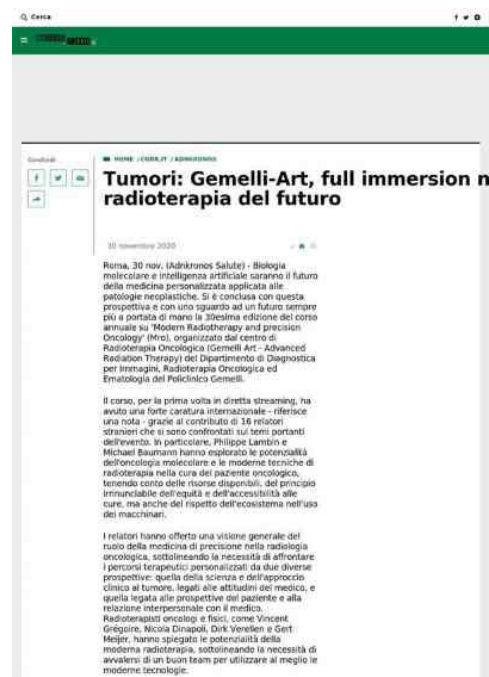 Cerca
Condividi
HOME / CORR.IT / ADNKRONOS
Tumori: Gemelli-Art, full immersion n
radioterapia del futuro
30 novembre 2020
Roma, 30 nov. (Adnkronos Salute) - Biologia
molecolare e intelligenza artificiale saranno il futuro
della medicina personalizzata applicata alle
patologie neoplastiche. Si è conclusa con questa
prospettiva e con uno sguardo ad un futuro sempre
più a portata di mano la 30esima edizione del corso
annuale su 'Modern Radiotherapy and precision
Oncology' (Mro), organizzato dal centro di
Radioterapia Oncologica (Gemelli Art - Advanced
Radiation Therapy) del Dipartimento di Diagnostica
per Immagini, Radioterapia Oncologica ed
Ematologia del Policlinico Gemelli.
Il corso, per la prima volta in diretta streaming, ha
avuto una forte caratura internazionale - riferisce
una nota - grazie al contributo di 16 relatori
stranieri che si sono confrontati sui temi portanti
dell'evento. In particolare, Philippe Lambin e
Michael Baumann hanno esplorato le potenzialità
dell'oncologia molecolare e le moderne tecniche di
radioterapia nella cura del paziente oncologico,
tenendo conto delle risorse disponibili, del principio
irrinunciabile dell'equità e dell'accessibilità alle
cure, ma anche del rispetto dell'ecosistema nell'uso
dei macchinari.
I relatori hanno offerto una visione generale del
ruolo della medicina di precisione nella radiologia
oncologica, sottolineando la necessità di affrontare
i percorsi terapeutici personalizzati da due diverse
prospettive: quella della scienza e dell'approccio
clinico al tumore, legati alle attitudini del medico, e
quella legata alle prospettive del paziente e alla
relazione interpersonale con il medico.
Radioterapisti oncologi e fisici, come Vincent
Grégoire, Nicola Dinapoli, Dirk Verellen e Gert
Meijer, hanno spiegato le potenzialità della
moderna radioterapia, sottolineando la necessità di
avvalersi di un buon team per utilizzare al meglio le
moderne tecnologie.